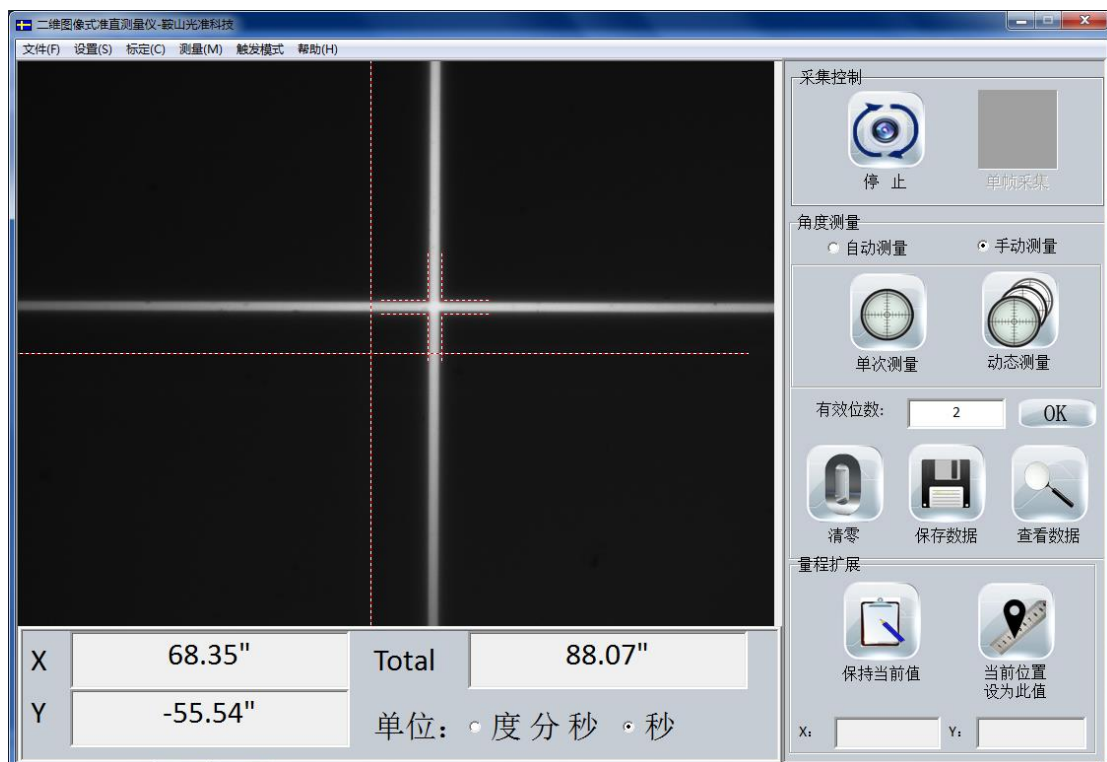 二维图像式准直测量仪-鞍山光准科技
文件(F) 设置(S) 标定(C) 测量(M) 触发模式 帮助(H)
采集控制
停 止
单帧采集
角度测量
自动测量
手动测量
单次测量
动态测量
有效位数:
2
OK
清零
保存数据
查看数据
量程扩展
保持当前值
当前位置
设为此值
X:
Y:
X
68.35"
Total
88.07"
Y
-55.54"
单位:
度分秒
秒